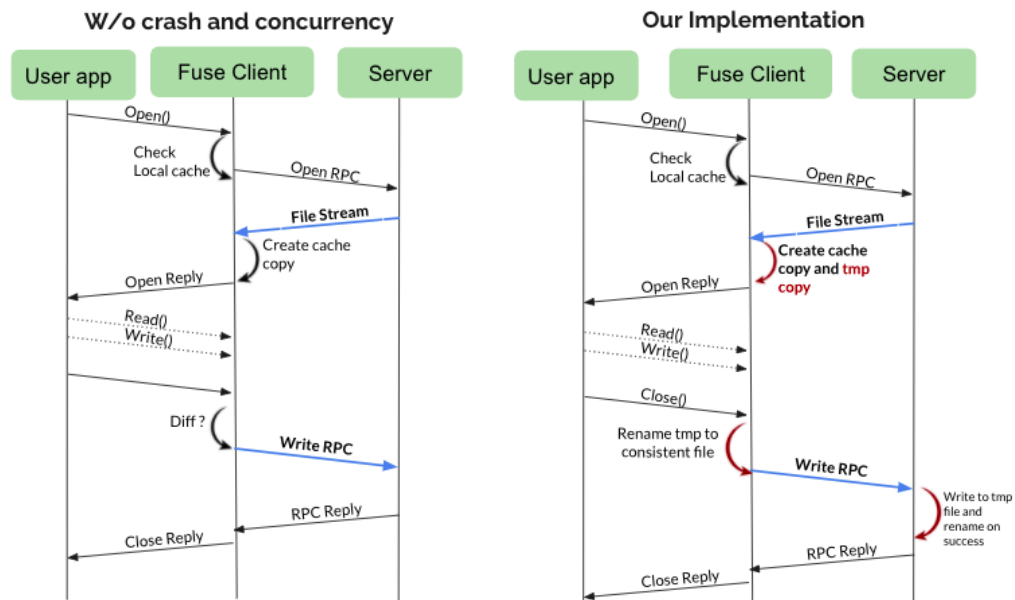 W/o crash and concurrency
User app
Fuse Client
Server
Open()
Check
Local cache
Open RPC
File Stream
Create cache
copy
Open Reply
Read()
Write()
Diff ?
Write RPC
RPC Reply
Close Reply
Our Implementation
User app
Fuse Client
Server
Open()
Check
Local cache
Open RPC
File Stream
Create cache
copy and tmp
copy
Open Reply
Read()
Write()
Close()
Rename tmp to
consistent file
Write RPC
Write to tmp
file and
rename on
success
RPC Reply
Close Reply